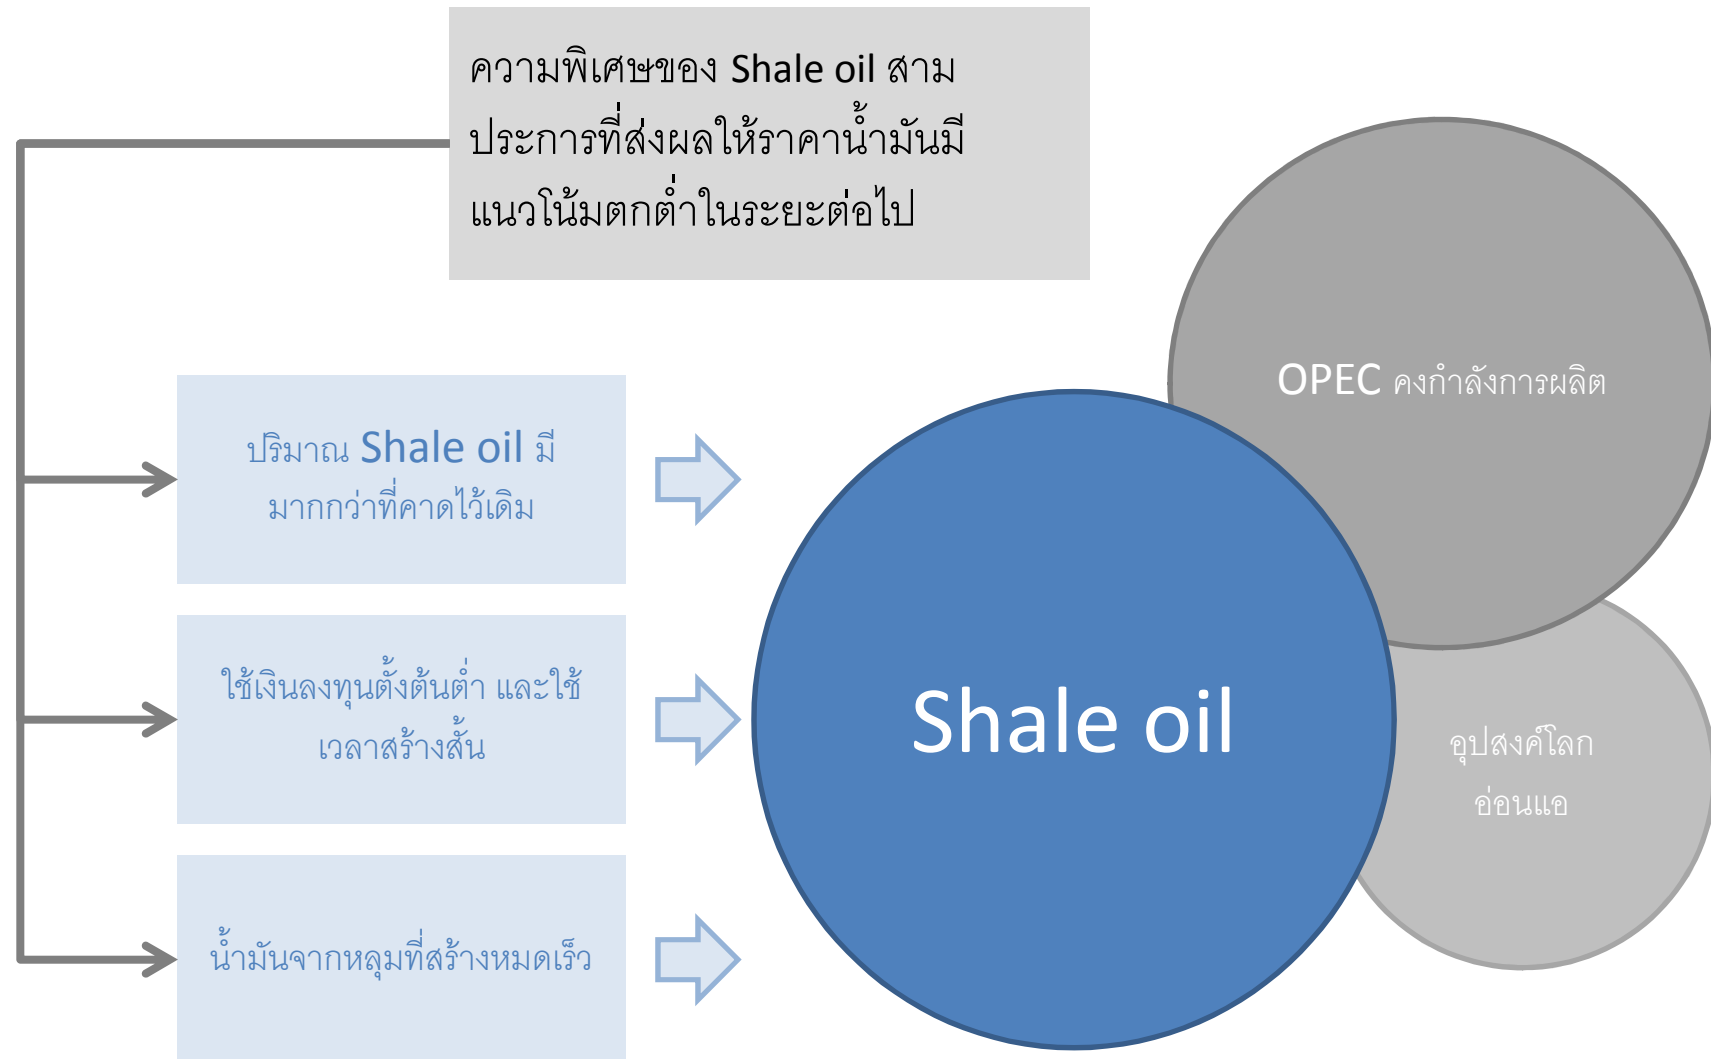 ความพิเศษของ Shale oil สาม
ประการที่ส่งผลให้ราคาน้ำมันมี
แนวโน้มตกต่ำในระยะต่อไป
OPEC คงกำลังการผลิต
ปริมาณ Shale oil มี
มากกว่าที่คาดไว้เดิม
ใช้เงินลงทุนตั้งต้นต่ำ และใช้
เวลาสร้างสั้น
Shale oil
อุปสงค์โลก
อ่อนแอ
น้ำมันจากหลุมที่สร้างหมดเร็ว